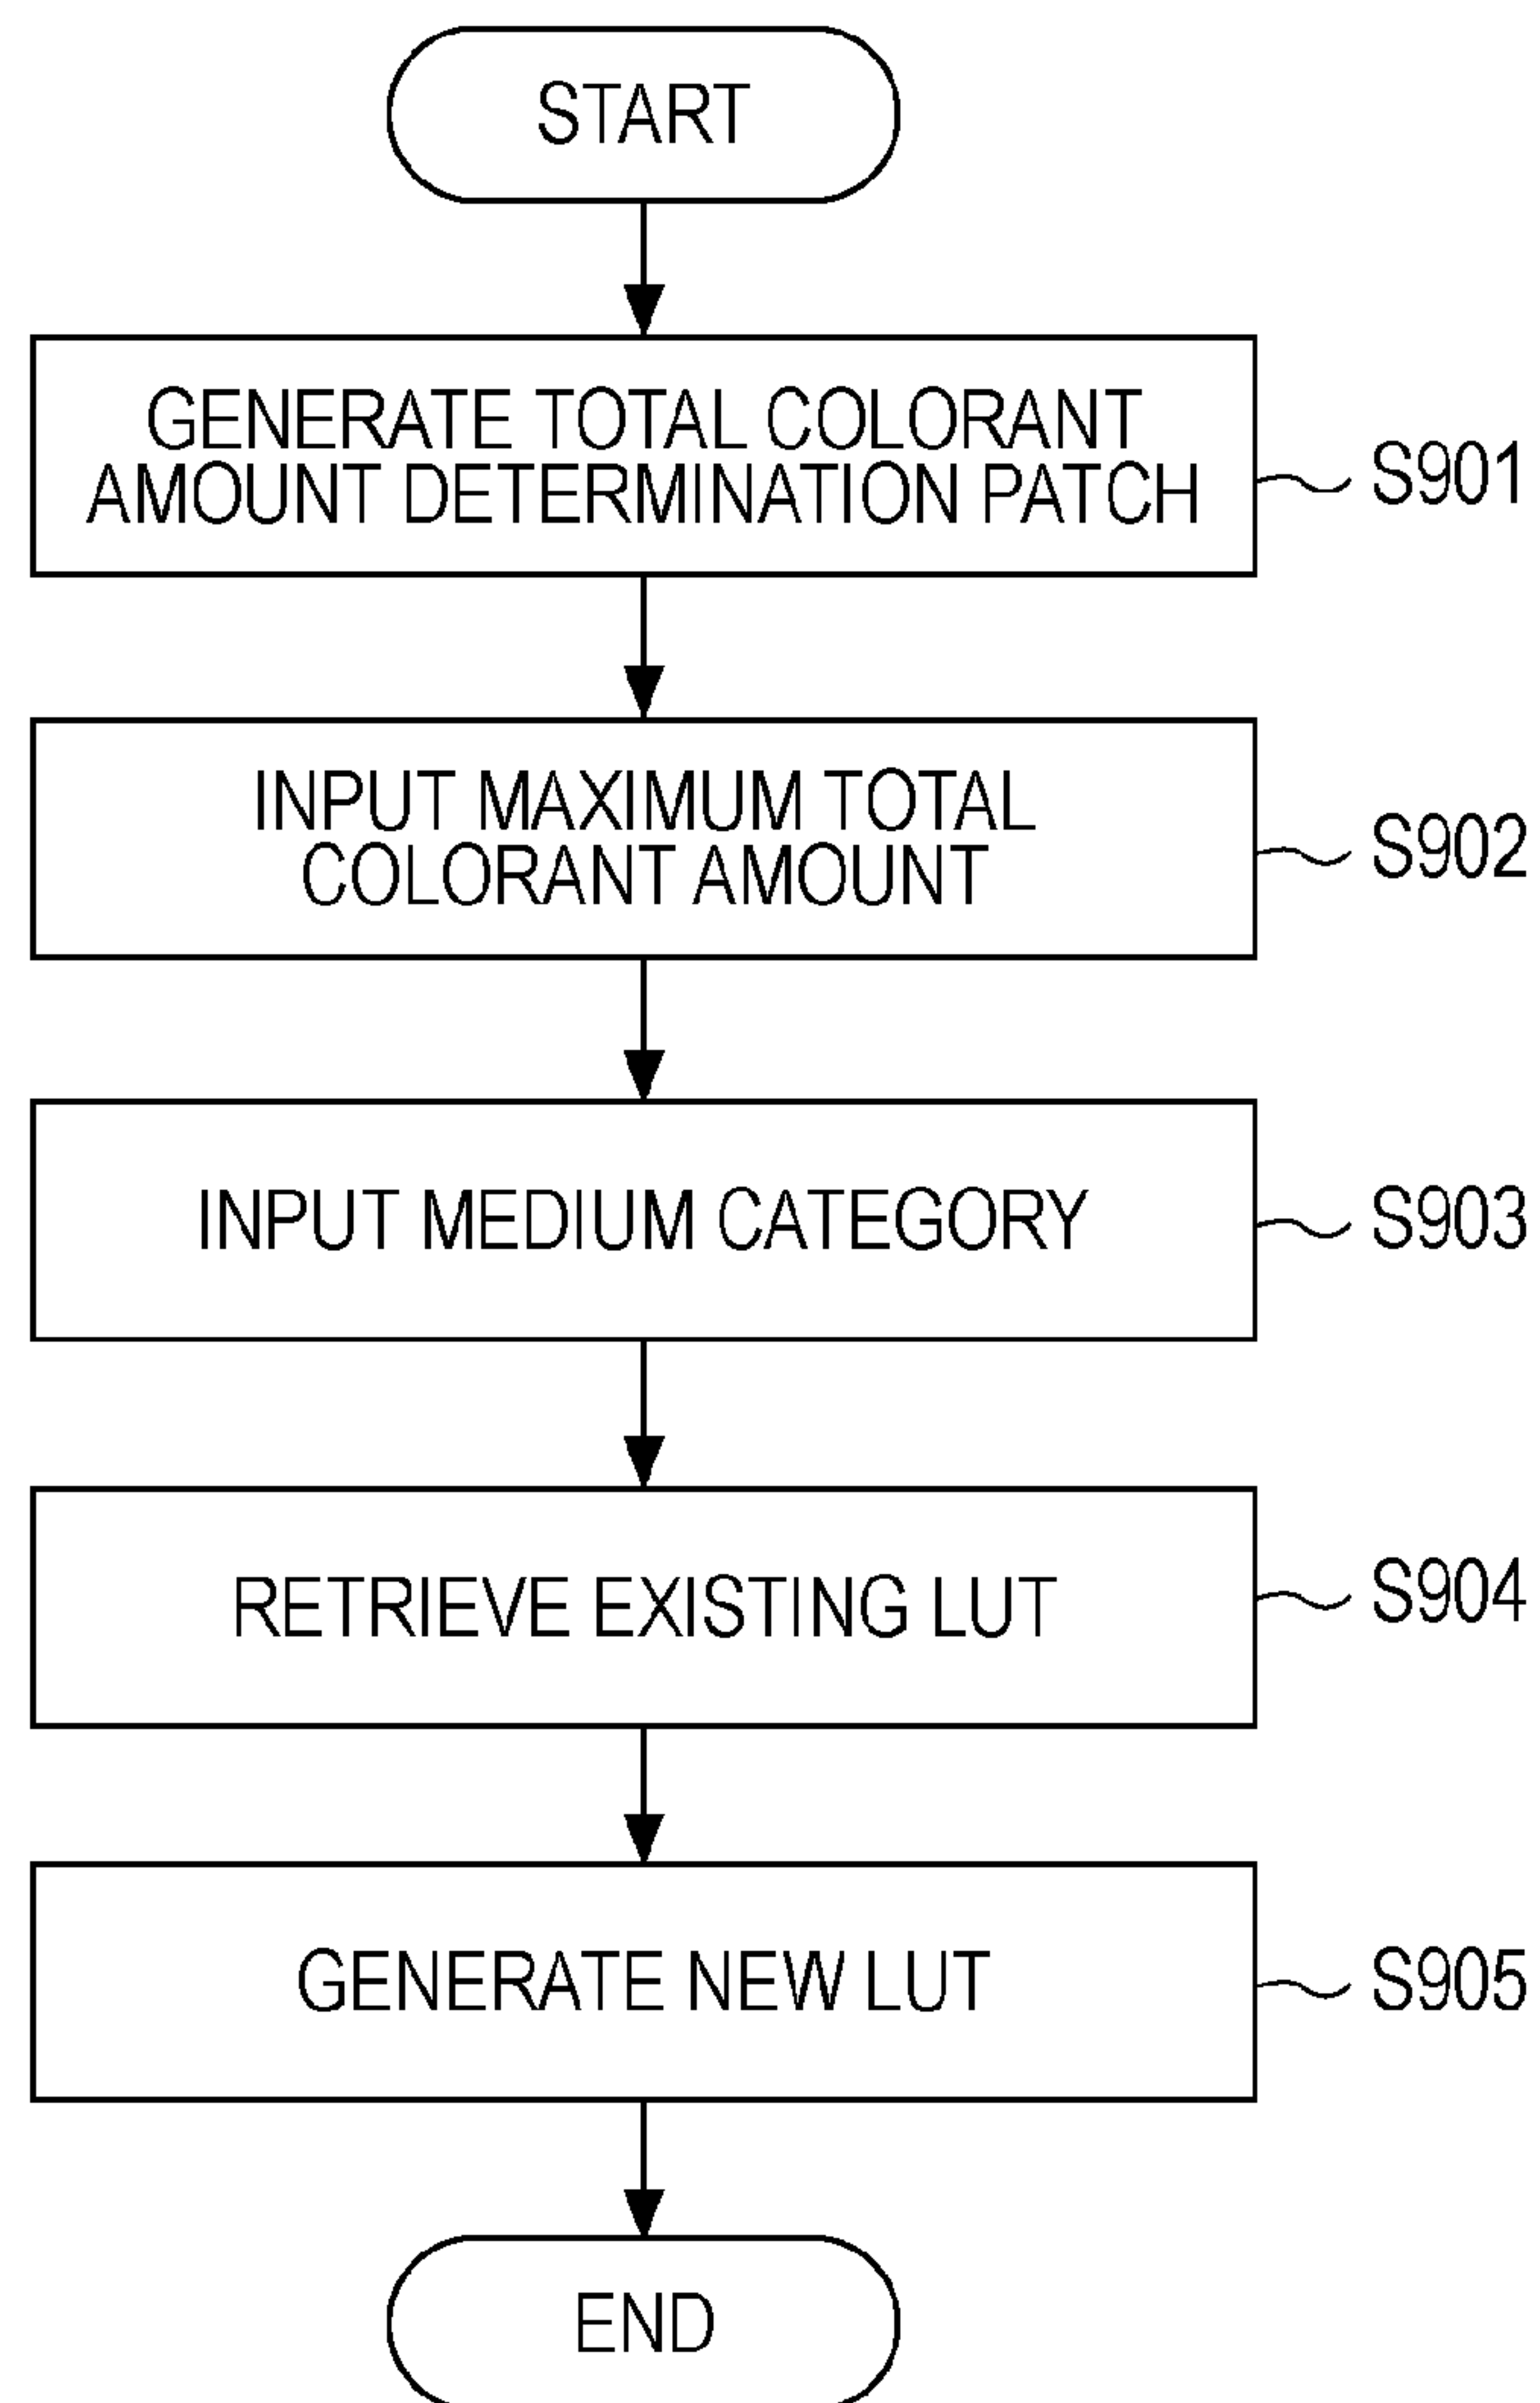 START
GENERATE TOTAL COLORANT
AMOUNT DETERMINATION PATCH
S901
INPUT MAXIMUM TOTAL
COLORANT AMOUNT
S902
INPUT MEDIUM CATEGORY
S903
RETRIEVE EXISTING LUT
S904
GENERATE NEW LUT
S905
END